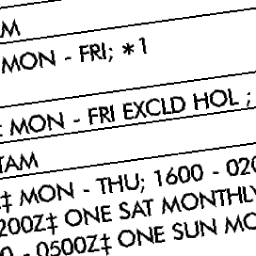 M
MON - FRI; *1
: MON - FRI EXCLD HOL ;
TAM
‡ MON - THU; 1600 - 020
200Z‡ ONE SAT MONTHLY
0 - 0500Z‡ ONE SUN MO